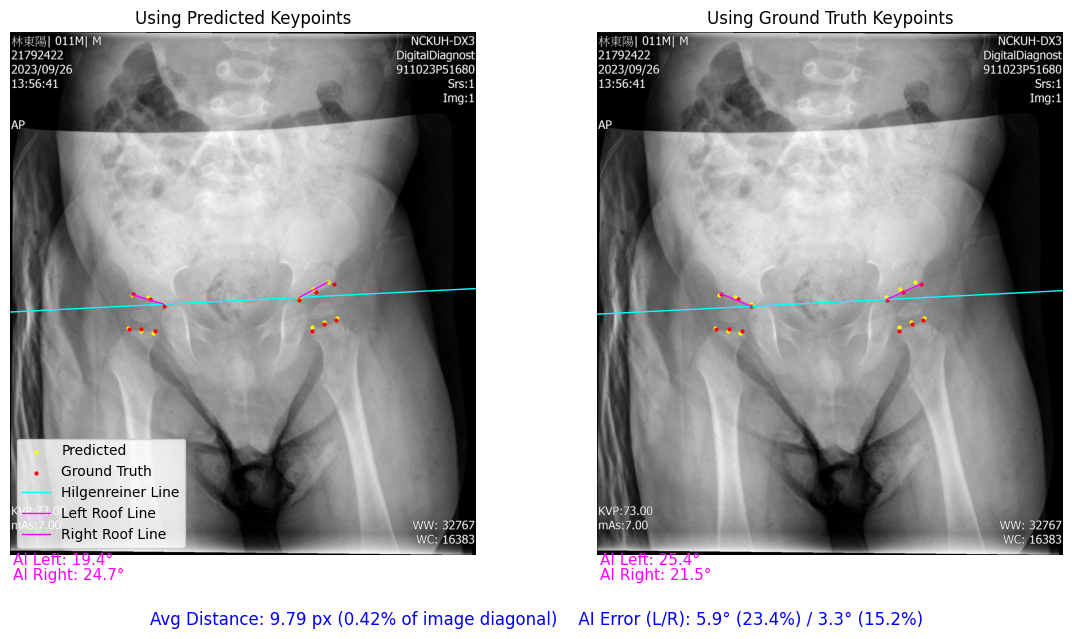 Using Predicted Keypoints
林東陽| 011M| M
21792422
2023/09/26
13:56:41
NCKUH-DX3
DigitalDiagnost
911023P51680
Srs:1
Img:1
AP
Predicted
Ground Truth
Hilgenreiner Line
Left Roof Line
Right Roof Line
KVP:73.00
mAs:7.00
WW: 32767
WC: 16383
AI Left: 19.4°
AI Right: 24.7°
Using Ground Truth Keypoints
林東陽| 011M| M
21792422
2023/09/26
13:56:41
NCKUH-DX3
DigitalDiagnost
911023P51680
Srs:1
Img:1
AP
KVP:73.00
mAs:7.00
WW: 32767
WC: 16383
AI Left: 25.4°
AI Right: 21.5°
Avg Distance: 9.79 px (0.42% of image diagonal) AI Error (L/R): 5.9° (23.4%) / 3.3° (15.2%)